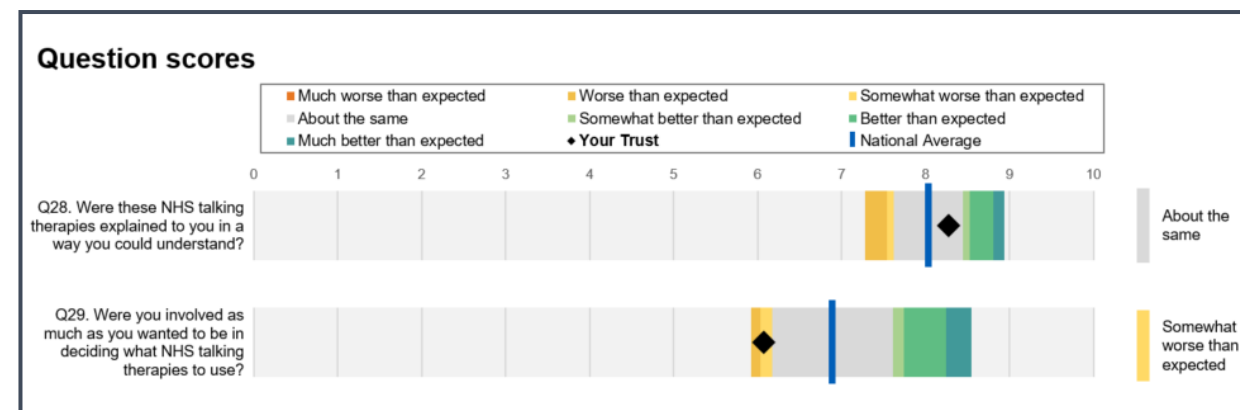 Question scores
Much worse than expected
Worse than expected
Somewhat worse than expected
About the same
Somewhat better than expected
Better than expected
Much better than expected
Your Trust
National Average
0 1 2 3 4 5 6 7 8 9 10
Q28. Were these NHS talking
therapies explained to you in a
way you could understand?
About the
same
Q29. Were you involved as
much as you wanted to be in
deciding what NHS talking
therapies to use?
Somewhat
worse than
expected